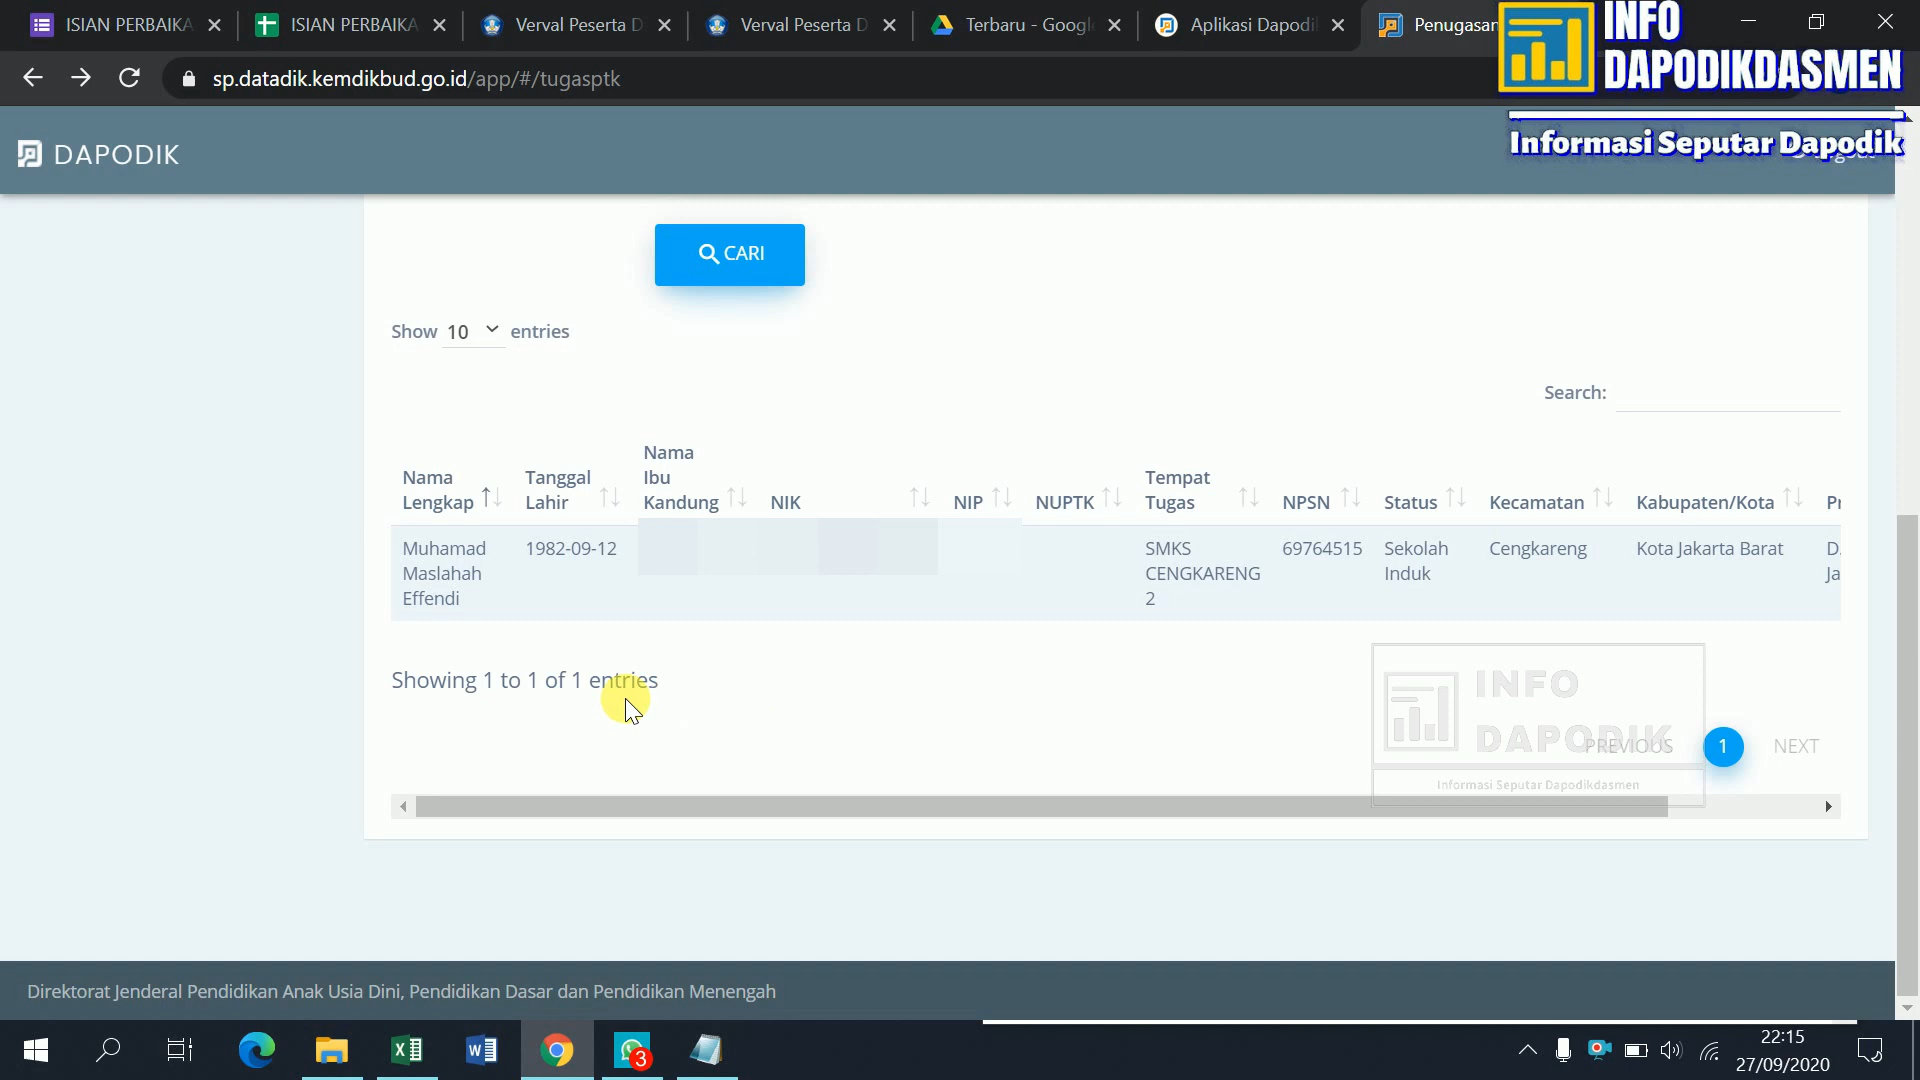 ISIAN PERBAIKA
ISIAN PERBAIKA
Verval Peserta D
Verval Peserta D
Terbaru - Google
Aplikasi Dapodi
Penugasan
INFO
DAPODIKDASMEN
Informasi Seputar Dapodik
sp.datadik.kemdikbud.go.id/app/#/tugasptk
DAPODIK
CARI
Show 10 entries
Search:
Nama Lengkap
Tanggal Lahir
Nama Ibu Kandung
NIK
NIP
NUPTK
Tempat Tugas
NPSN
Status
Kecamatan
Kabupaten/Kota
Muhamad Maslahah Effendi
1982-09-12
SMKS CENGKARENG 2
69764515
Sekolah Induk
Cengkareng
Kota Jakarta Barat
Showing 1 to 1 of 1 entries
INFO
DAPODIK
Informasi Seputar Dapodikdasmen
PREVIOUS 1 NEXT
Direktorat Jenderal Pendidikan Anak Usia Dini, Pendidikan Dasar dan Pendidikan Menengah
3
22:15
27/09/2020